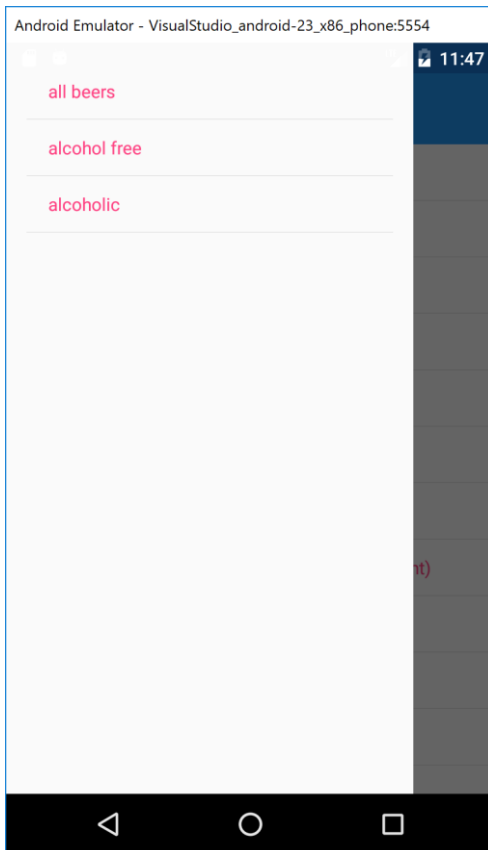 Android Emulator - VisualStudio_android-23_x86_phone:5554
11:47
all beers
alcohol free
alcoholic
nt)